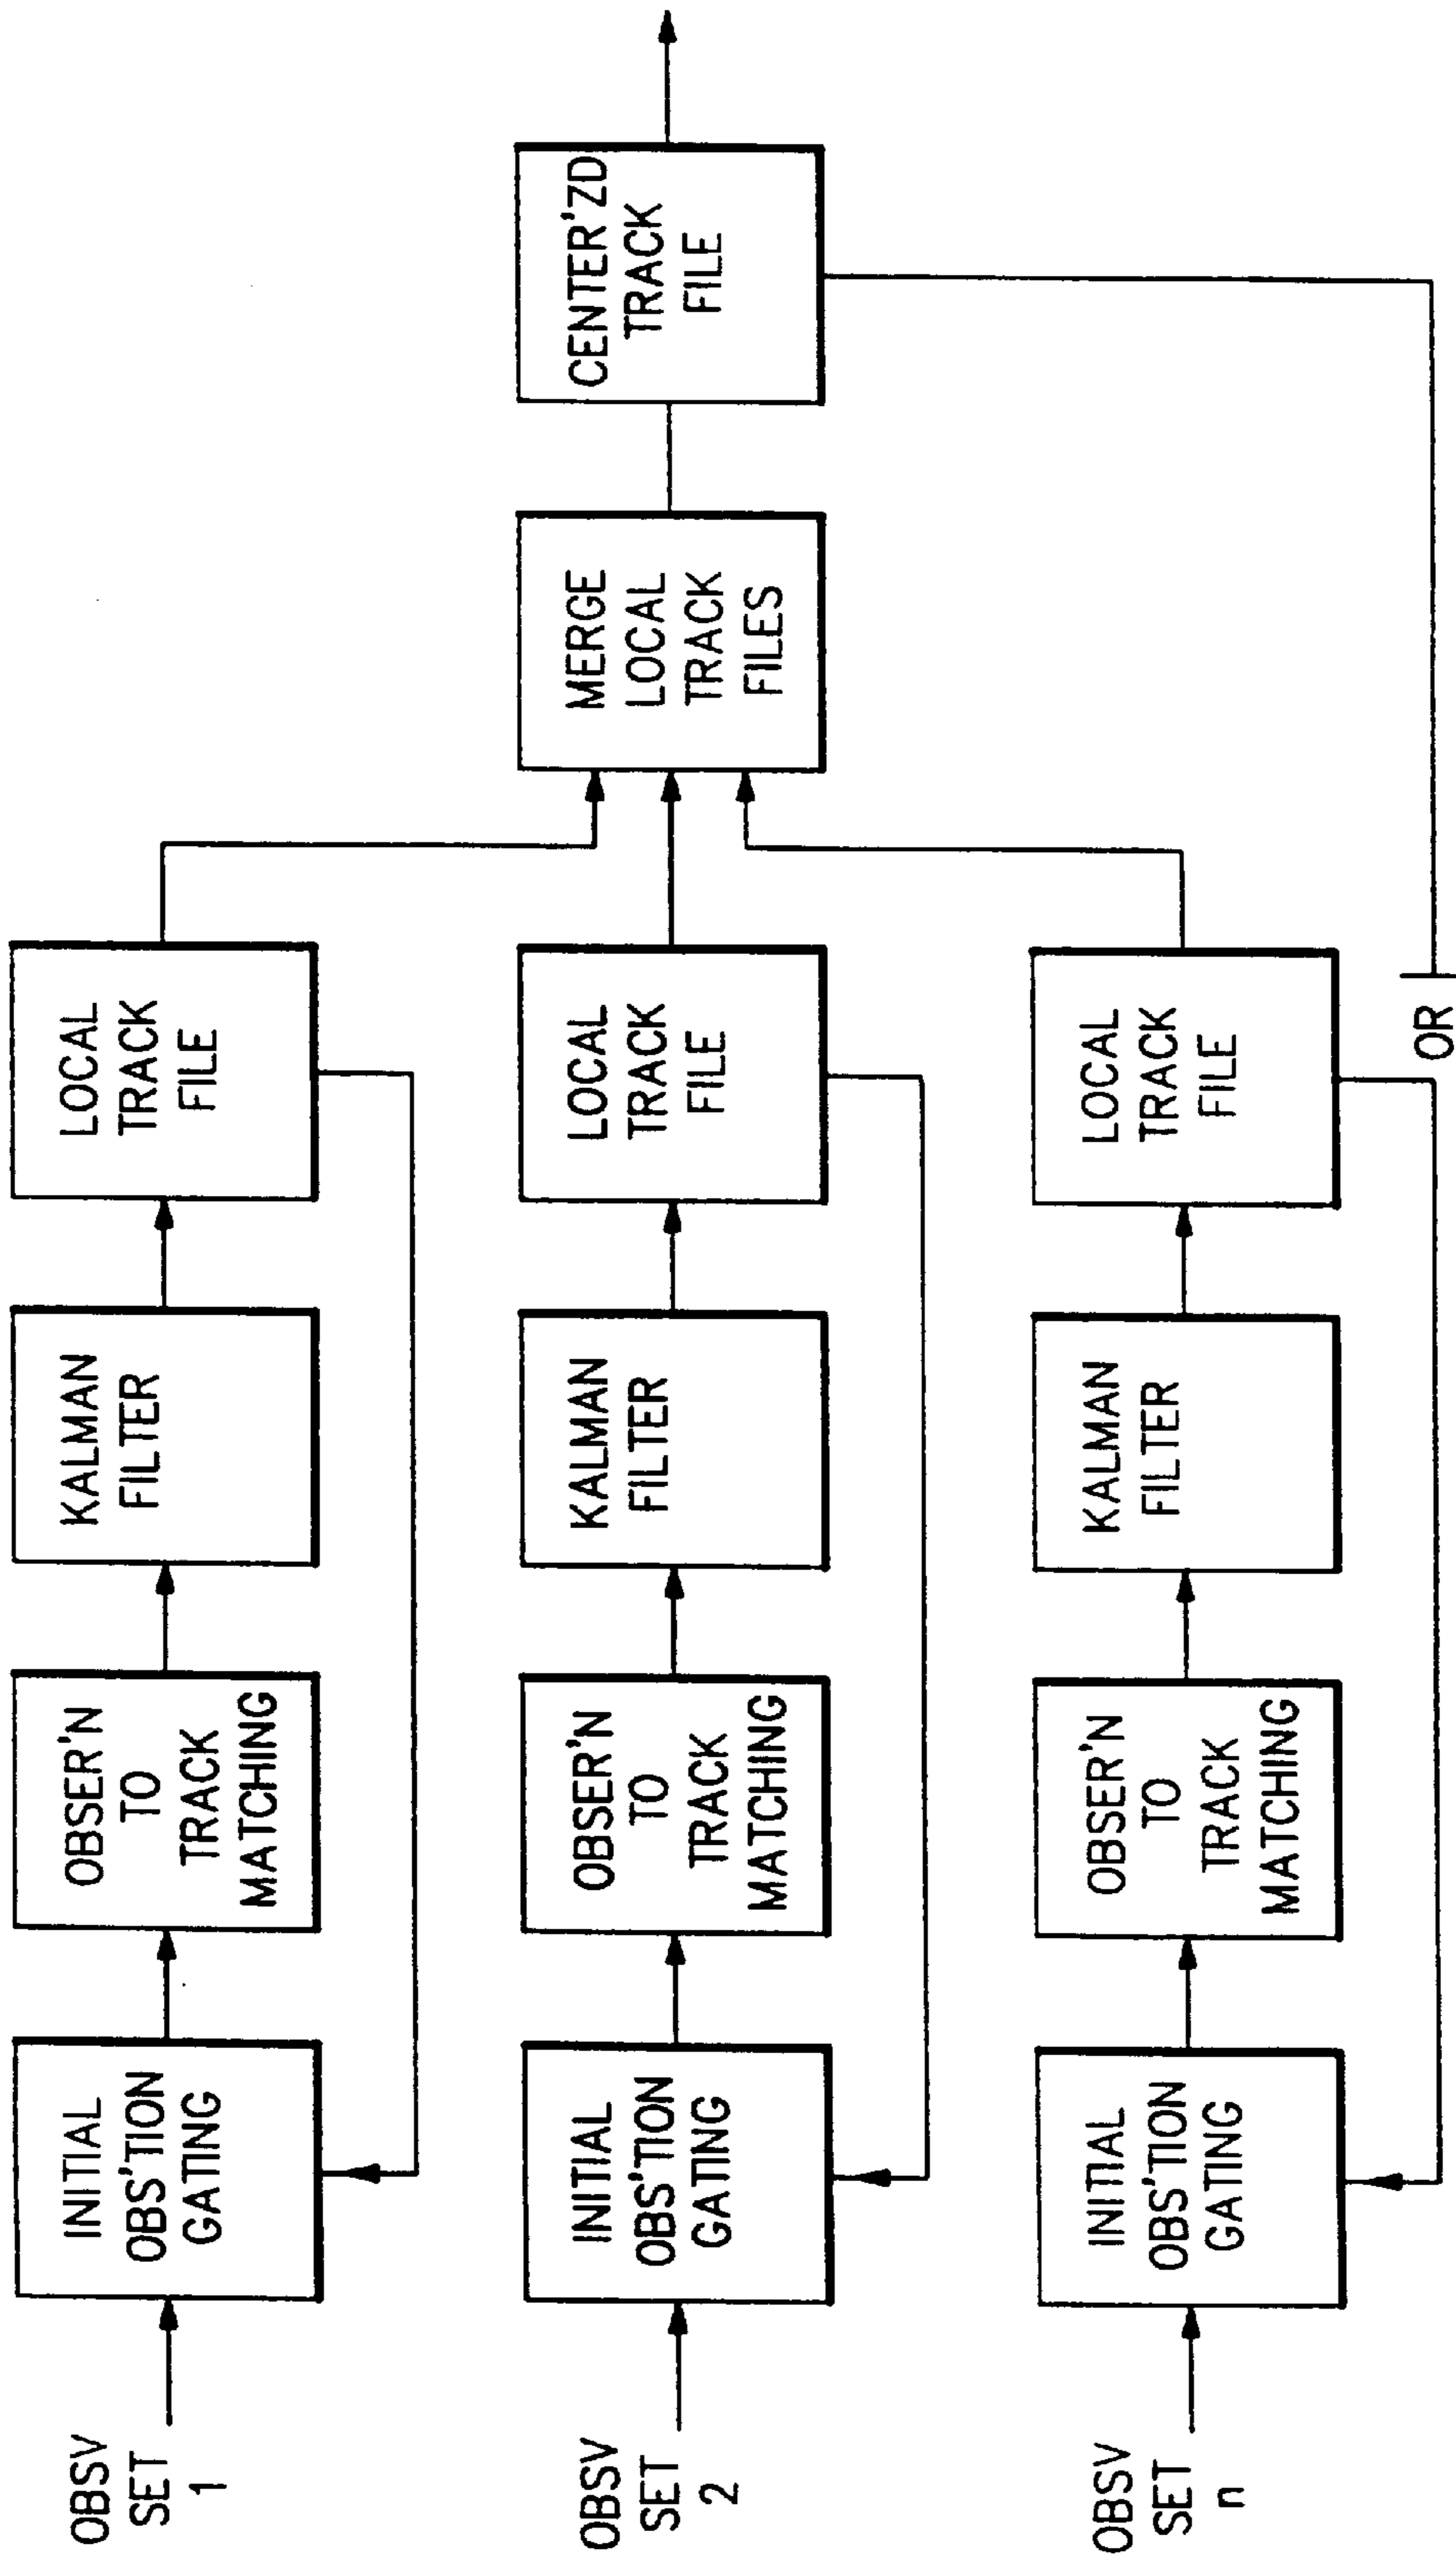 OBSV
SET
1
INITIAL
OBS'TION
GATING
OBSER'N
TO
TRACK
MATCHING
KALMAN
FILTER
LOCAL
TRACK
FILE
OBSV
SET
2
INITIAL
OBS'TION
GATING
OBSER'N
TO
TRACK
MATCHING
KALMAN
FILTER
LOCAL
TRACK
FILE
MERGE
LOCAL
TRACK
FILES
CENTER'ZD
TRACK
FILE
OBSV
SET
n
INITIAL
OBS'TION
GATING
OBSER'N
TO
TRACK
MATCHING
KALMAN
FILTER
LOCAL
TRACK
FILE
OR